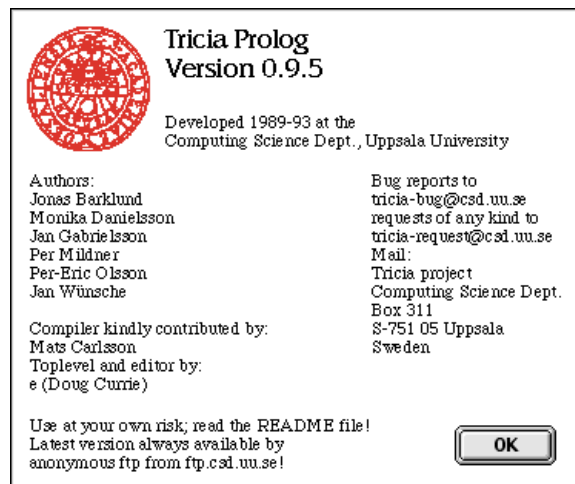 Tricia Prolog
Version 0.9.5
Developed 1989-93 at the
Computing Science Dept., Uppsala University
Authors:
Jonas Barklund
Monika Danielsson
Jan Gabrielsson
Per Mildner
Per-Eric Olsson
Jan Wünsche
Compiler kindly contributed by:
Mats Carlsson
Toplevel and editor by:
e (Doug Currie)
Bug reports to
tricia-bug@csd.uu.se
requests of any kind to
tricia-request@csd.uu.se
Mail:
Tricia project
Computing Science Dept.
Box 311
S-751 05 Uppsala
Sweden
Use at your own risk; read the README file!
Latest version always available by
anonymous ftp from ftp.csd.uu.se!
OK